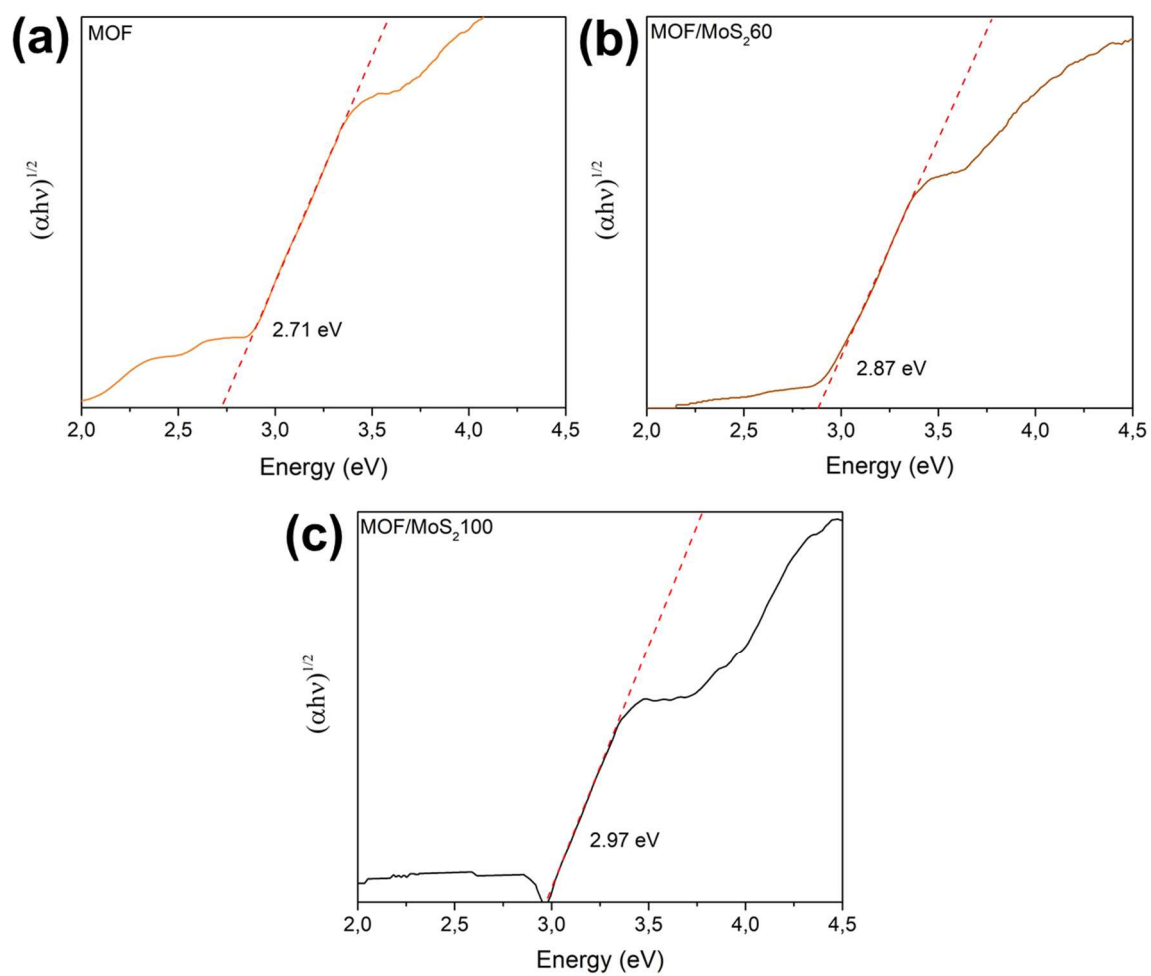 (a)
MOF
(αhν)1/2
2.71 eV
2,0 2,5 3,0 3,5 4,0 4,5
Energy (eV)
(b)
MOF/MoS260
(αhν)1/2
2.87 eV
2,0 2,5 3,0 3,5 4,0 4,5
Energy (eV)
(c)
MOF/MoS2100
(αhν)1/2
2.97 eV
2,0 2,5 3,0 3,5 4,0 4,5
Energy (eV)